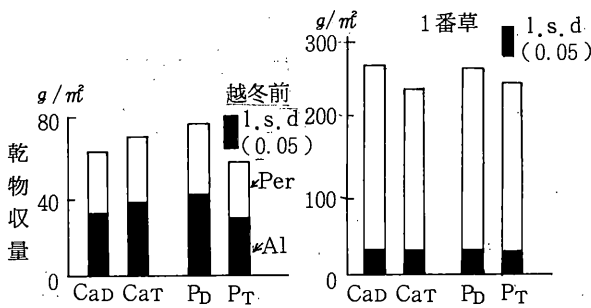 g/㎡
80
40
0
乾物収量
越冬前
l.s.d
(0.05)
Per
Al
CaD CaT PD PT
g/㎡
300
200
100
0
1番草
l.s.d
(0.05)
CaD CaT PD PT